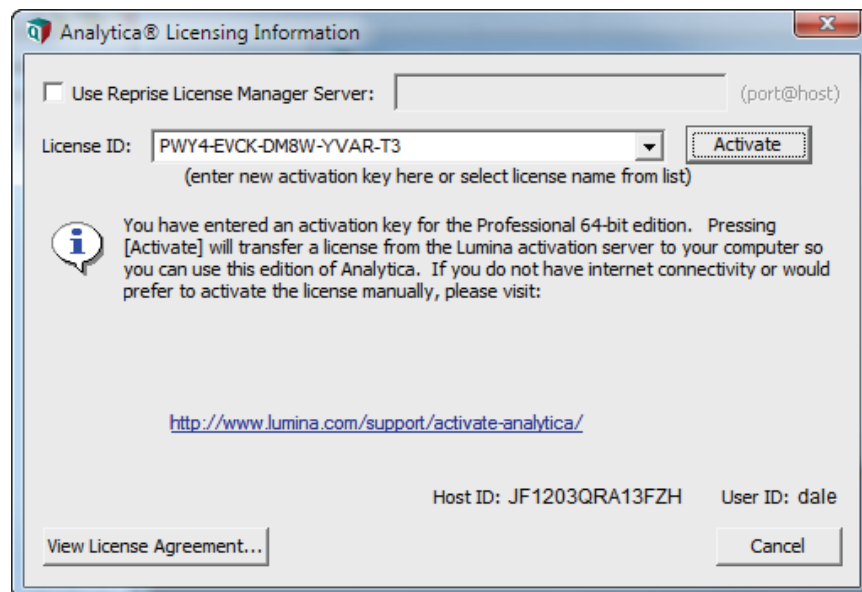 Analytica® Licensing Information
Use Reprise License Manager Server: (port@host)
License ID: PWY4-EVCK-DM8W-YVAR-T3 Activate
(enter new activation key here or select license name from list)
You have entered an activation key for the Professional 64-bit edition. Pressing
[Activate] will transfer a license from the Lumina activation server to your computer so
you can use this edition of Analytica. If you do not have internet connectivity or would
prefer to activate the license manually, please visit:
http://www.lumina.com/support/activate-analytica/
Host ID: JF1203QRA13FZH User ID: dale
View License Agreement... Cancel